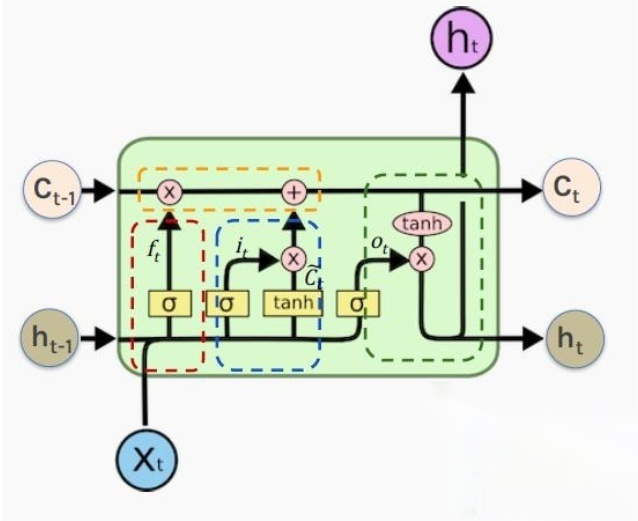 hₜ
Cₜ₋₁
x
+
Cₜ
tanh
fₜ
iₜ
x
C̃ₜ
oₜ
x
σ
σ
tanh
σ
hₜ₋₁
hₜ
Xₜ